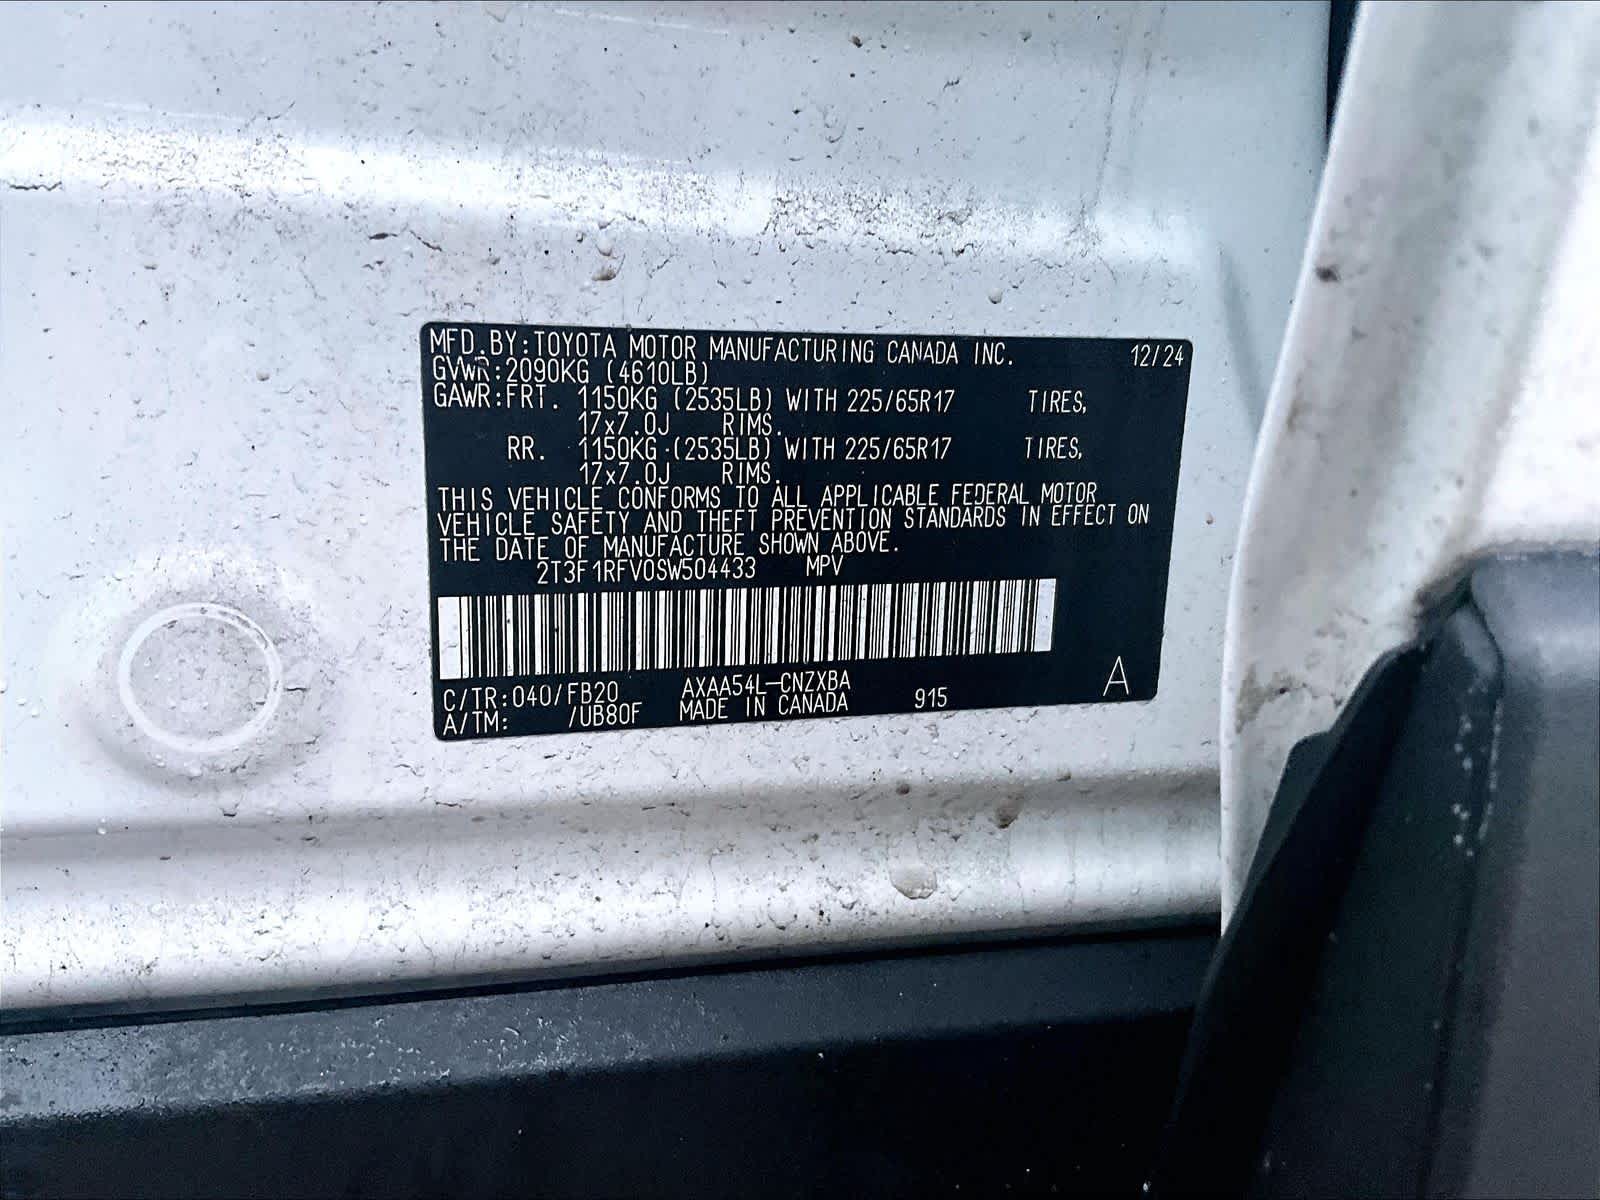 MFD.BY:TOYOTA MOTOR MANUFACTURING CANADA INC. 12/24
GVWR:2090KG (4610LB)
GAWR:FRT. 1150KG (2535LB) WITH 225/65R17 TIRES,
17x7.0J RIMS.
RR. 1150KG (2535LB) WITH 225/65R17 TIRES,
17x7.0J RIMS.
THIS VEHICLE CONFORMS TO ALL APPLICABLE FEDERAL MOTOR
VEHICLE SAFETY AND THEFT PREVENTION STANDARDS IN EFFECT ON
THE DATE OF MANUFACTURE SHOWN ABOVE.
2T3F1RFV0SW504433 MPV
C/TR:040/FB20 AXAA54L-CNZXBA
A/TM: /UB80F MADE IN CANADA 915 A